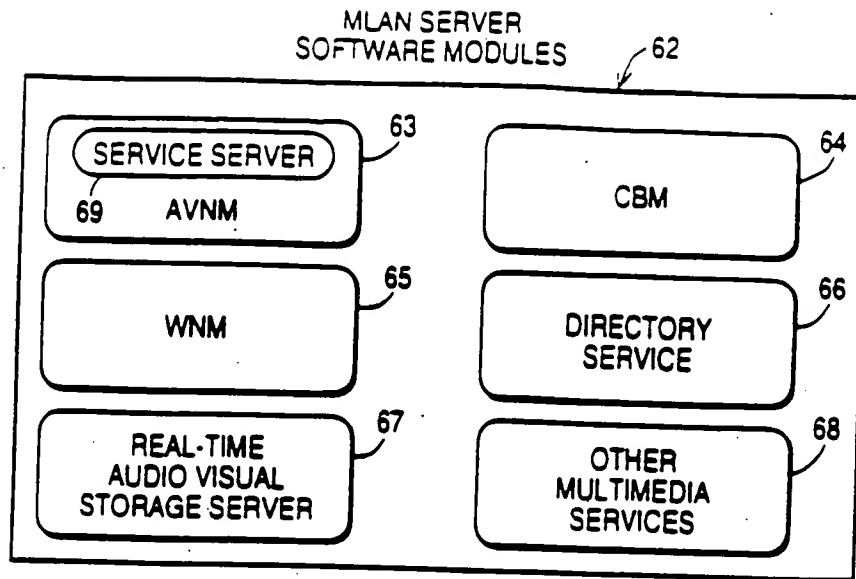 MLAN SERVER
SOFTWARE MODULES
62
SERVICE SERVER
69
AVNM
63
CBM
64
WNM
65
DIRECTORY
SERVICE
66
REAL-TIME
AUDIO VISUAL
STORAGE SERVER
67
OTHER
MULTIMEDIA
SERVICES
68